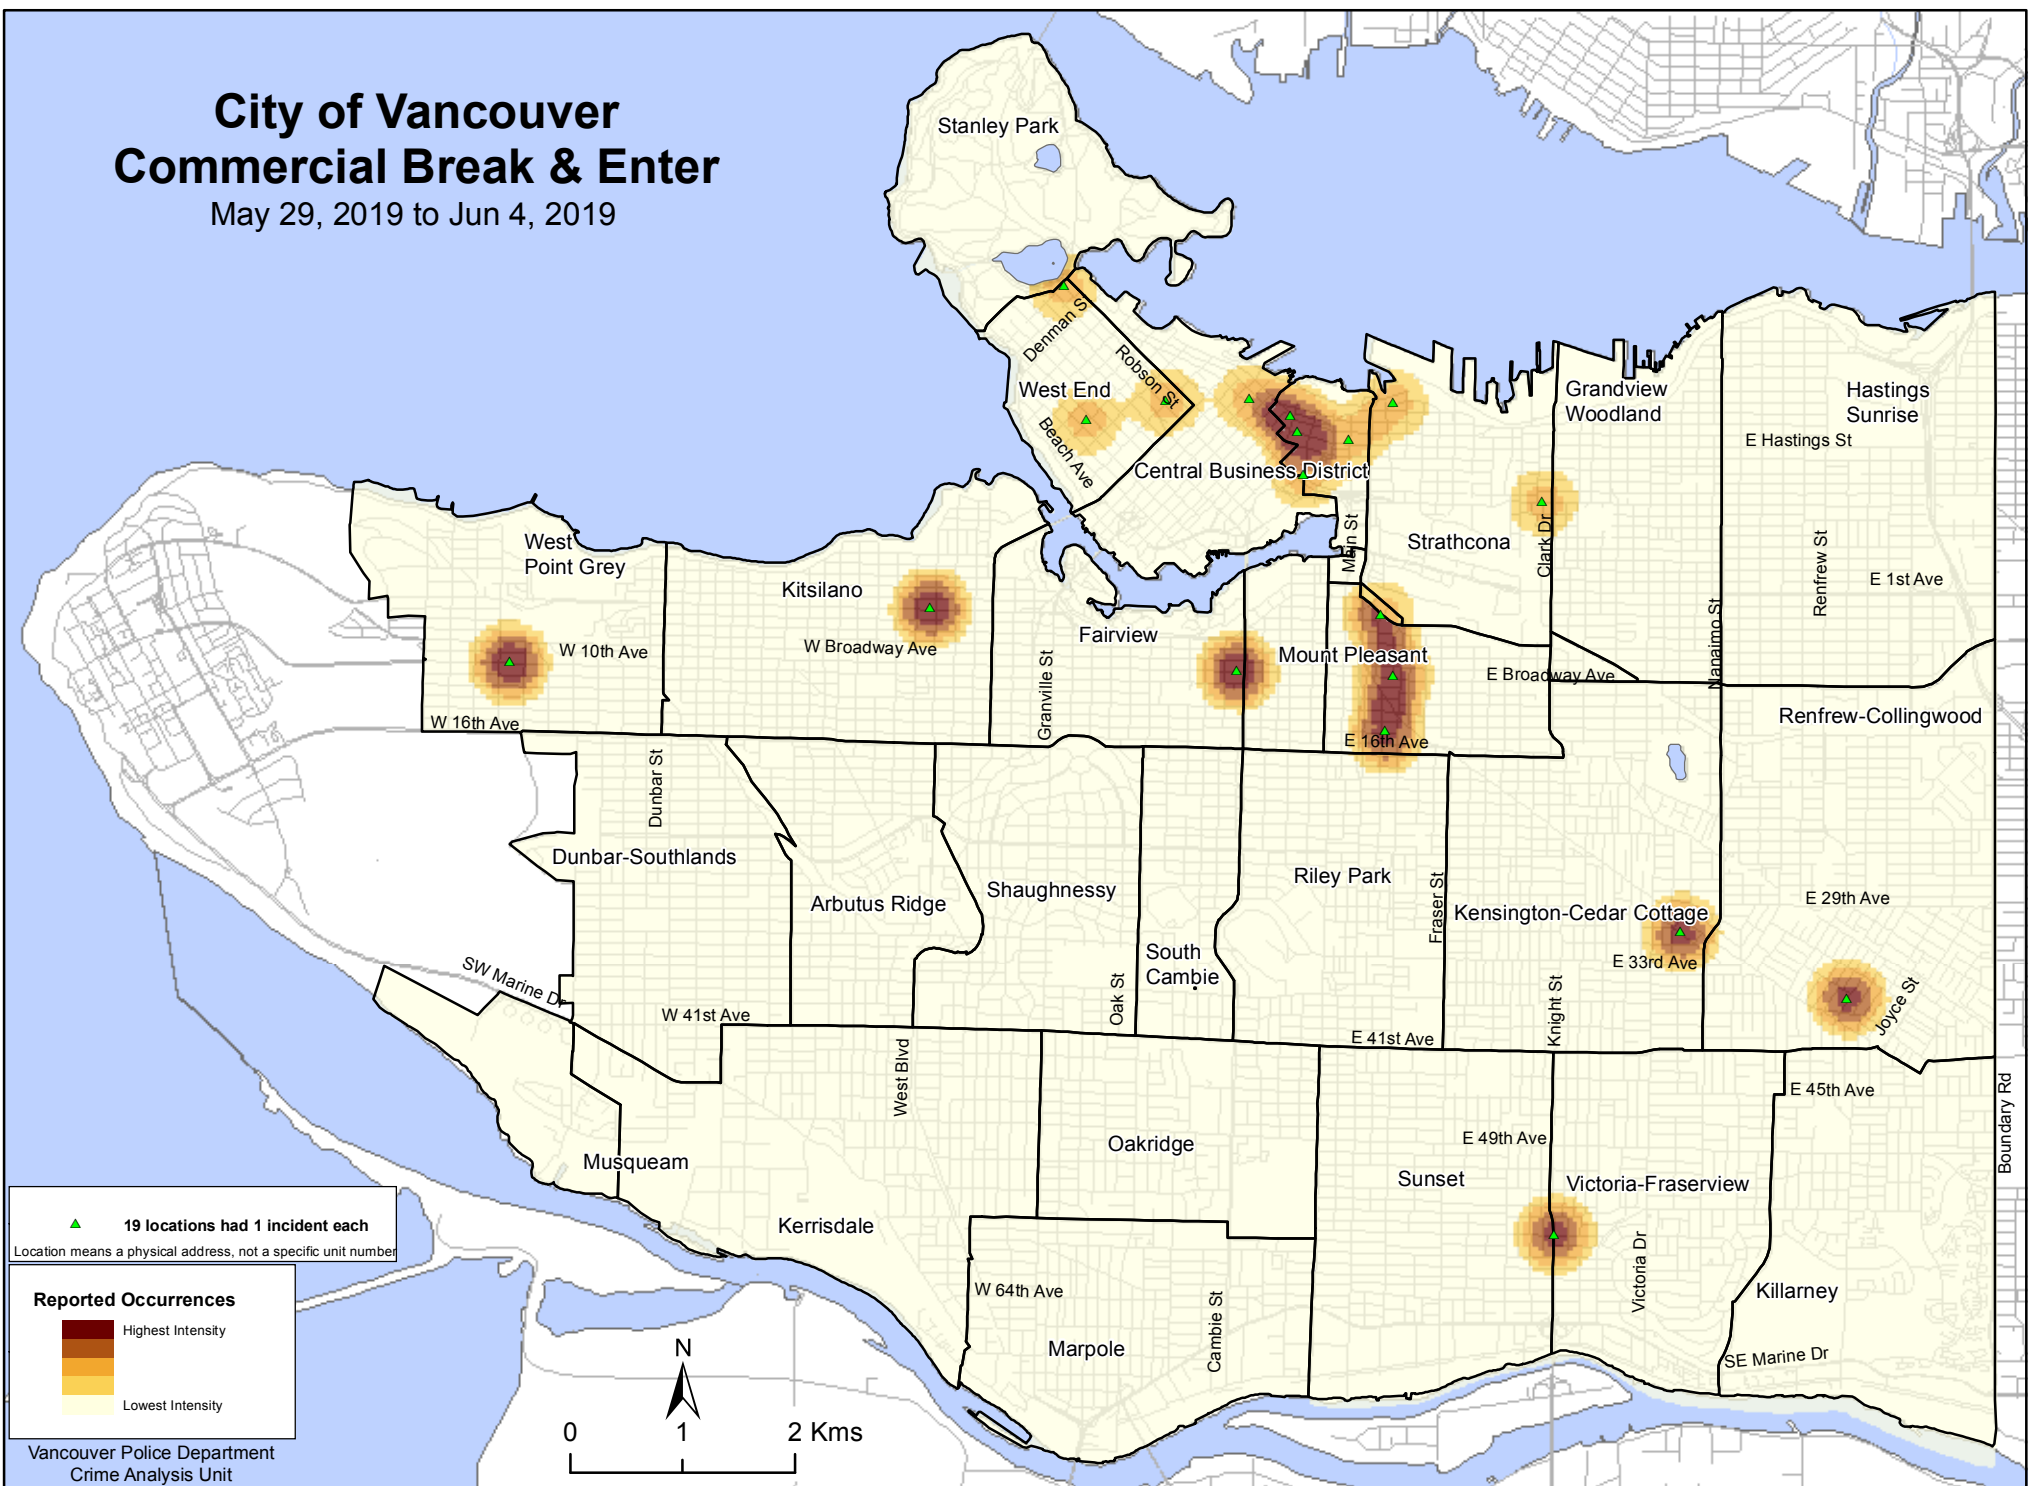 City of Vancouver
Commercial Break & Enter
May 29, 2019 to Jun 4, 2019
Stanley Park
Denman S
Robson St
West End
Beach Ave
Central Business District
Grandview
Woodland
Hastings
Sunrise
E Hastings St
Main St
Strathcona
Clark Dr
Nanaimo St
Renfrew St
E 1st Ave
West
Point Grey
Kitsilano
W 10th Ave
W Broadway Ave
W 16th Ave
Fairview
Granville St
Mount Pleasant
E Broadway Ave
E 16th Ave
Renfrew-Collingwood
Dunbar St
Dunbar-Southlands
Arbutus Ridge
Shaughnessy
South
Cambie
Oak St
Riley Park
Fraser St
Kensington-Cedar Cottage
E 29th Ave
E 33rd Ave
Knight St
Joyce St
SW Marine Dr
W 41st Ave
E 41st Ave
West Blvd
E 45th Ave
Boundary Rd
Musqueam
Oakridge
E 49th Ave
Sunset
Victoria-Fraserview
Victoria Dr
Kerrisdale
W 64th Ave
Cambie St
Marpole
Killarney
SE Marine Dr
19 locations had 1 incident each
Location means a physical address, not a specific unit number
Reported Occurrences
Highest Intensity
Lowest Intensity
Vancouver Police Department
Crime Analysis Unit
N
0 1 2 Kms